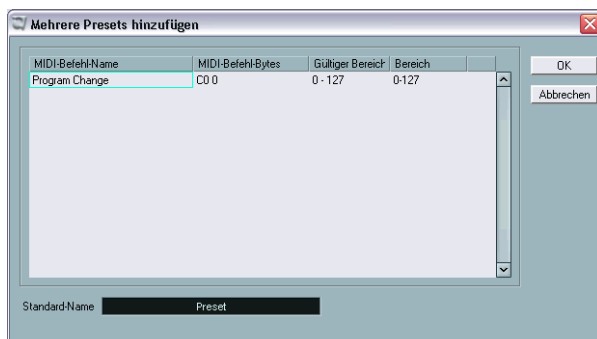 Mehrere Presets hinzufügen
MIDI-Befehl-Name MIDI-Befehl-Bytes Gültiger Bereich Bereich
Program Change C0 0 0 - 127 0-127
OK
Abbrechen
Standard-Name Preset